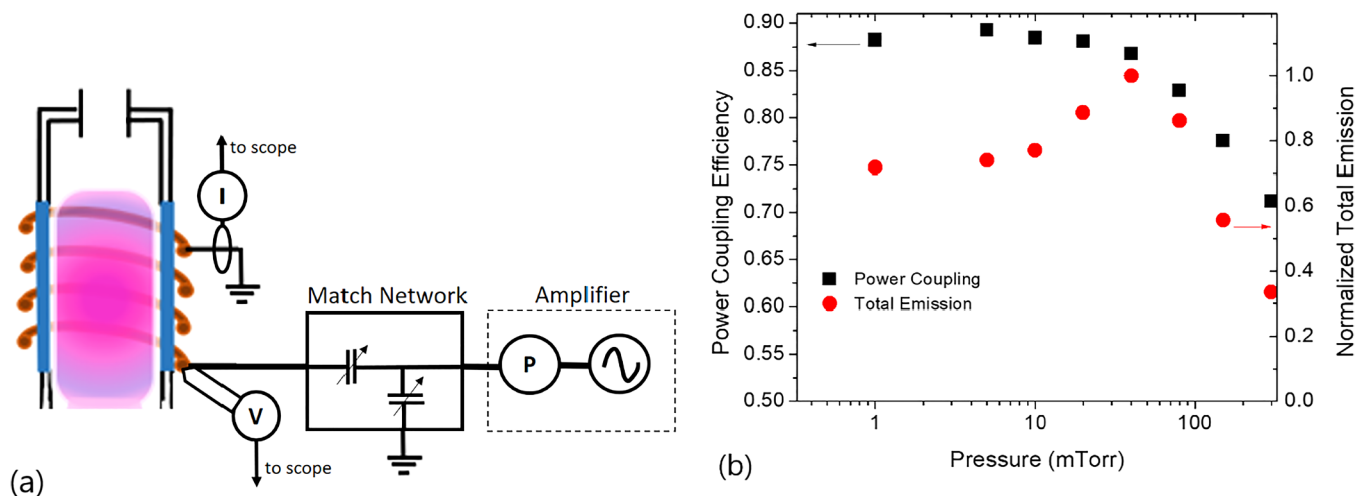 (a)
to scope
I
Match Network
Amplifier
P
V
to scope
(b)
0.90
0.85
0.80
0.75
0.70
0.65
0.60
0.55
0.50
Power Coupling Efficiency
Power Coupling
Total Emission
1
10
100
Pressure (mTorr)
1.0
0.8
0.6
0.4
0.2
0.0
Normalized Total Emission